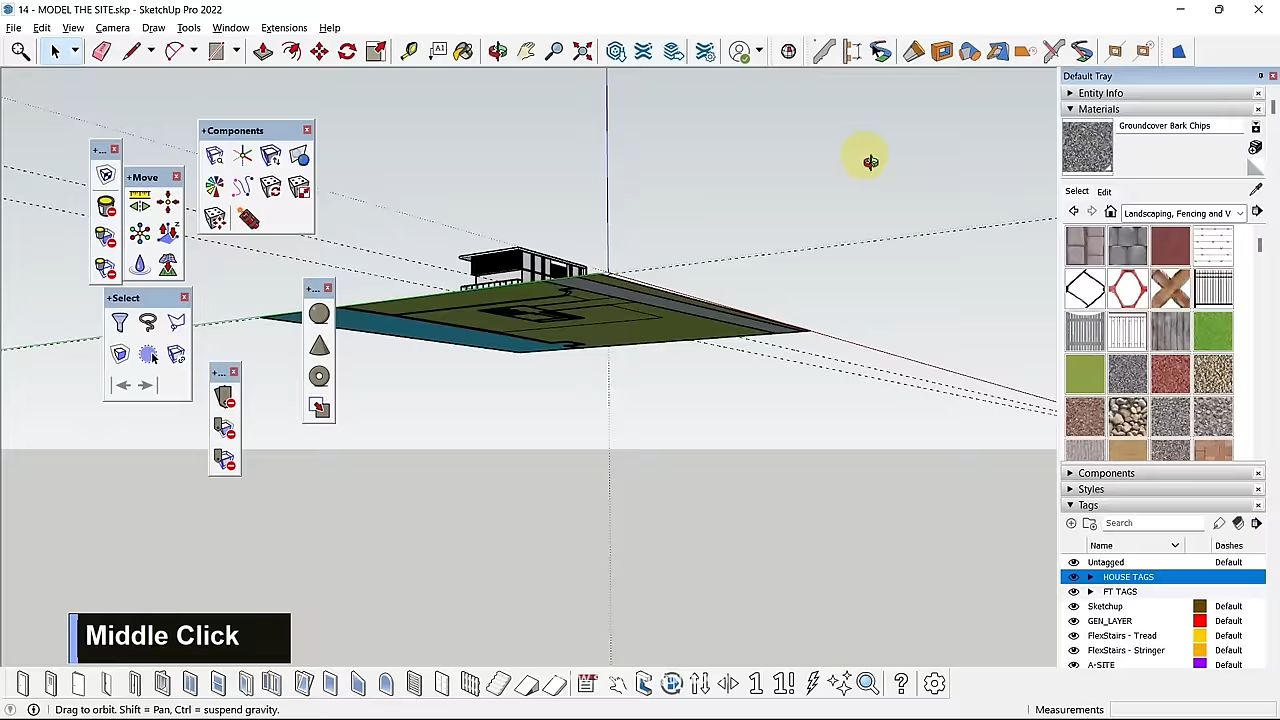 14 - MODEL THE SITE.skp - SketchUp Pro 2022
File Edit View Camera Draw Tools Window Extensions Help
Default Tray
Entity Info
Materials
Groundcover Bark Chips
Select Edit
Landscaping, Fencing and V
+Components
+...
+Move
+Select
+...
+...
Components
Styles
Tags
Search
Name Dashes
Untagged Default
HOUSE TAGS
FT TAGS
Sketchup Default
GEN_LAYER Default
FlexStairs - Tread Default
FlexStairs - Stringer Default
A-SITE Default
Middle Click
Drag to orbit. Shift = Pan, Ctrl = suspend gravity.
Measurements